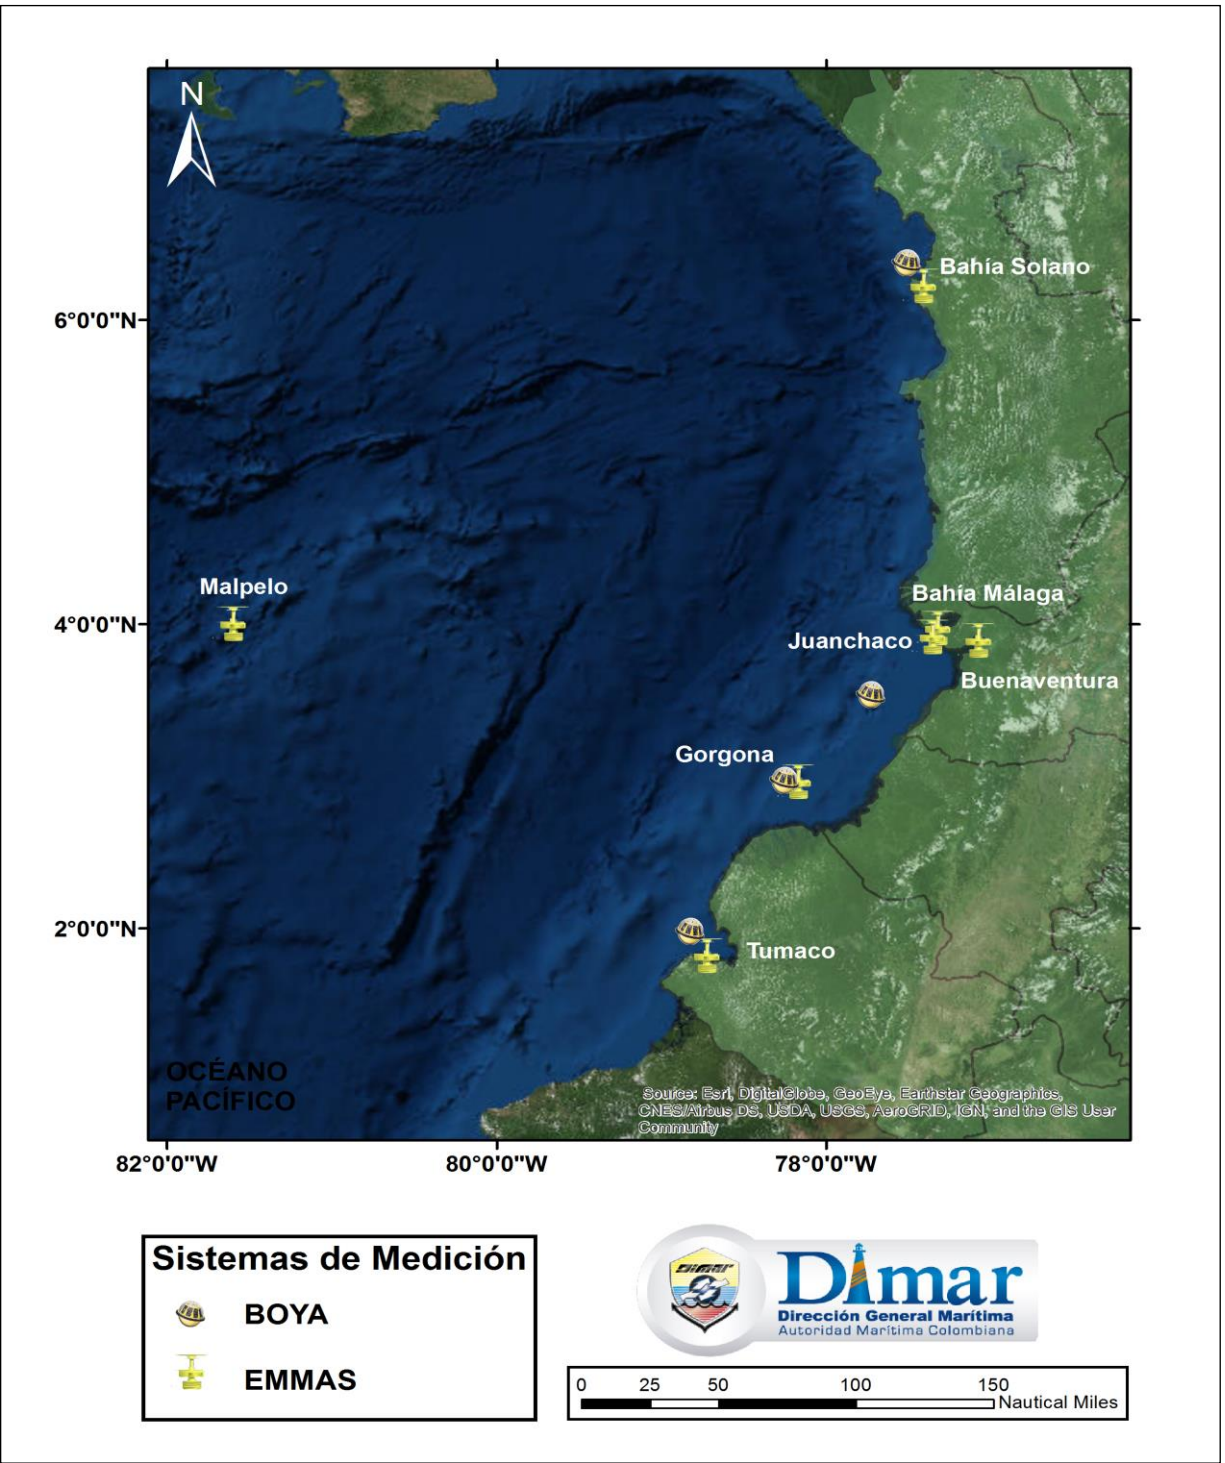 N
Bahía Solano
6°0'0"N
Malpelo
Bahía Málaga
4°0'0"N
Juanchaco
Buenaventura
Gorgona
2°0'0"N
Tumaco
OCÉANO
PACÍFICO
Source: Esri, DigitalGlobe, GeoEye, Earthstar Geographics,
CNES/Airbus DS, USDA, USGS, AeroGRID, IGN, and the GIS User
Community
82°0'0"W
80°0'0"W
78°0'0"W
Sistemas de Medición
BOYA
EMMAS
DIMAR
Dimar
Dirección General Marítima
Autoridad Marítima Colombiana
0 25 50 100 150
Nautical Miles